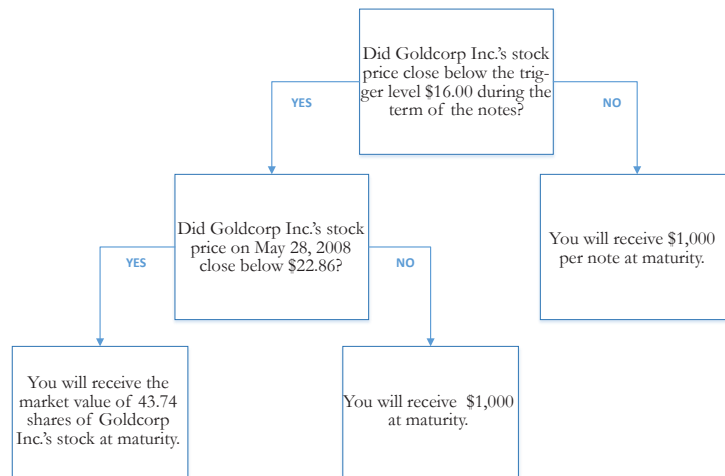 Did Goldcorp Inc.'s stock
price close below the trig-
ger level $16.00 during the
term of the notes?
YES
NO
Did Goldcorp Inc.'s stock
price on May 28, 2008
close below $22.86?
You will receive $1,000
per note at maturity.
YES
NO
You will receive the
market value of 43.74
shares of Goldcorp
Inc.'s stock at maturity.
You will receive $1,000
at maturity.